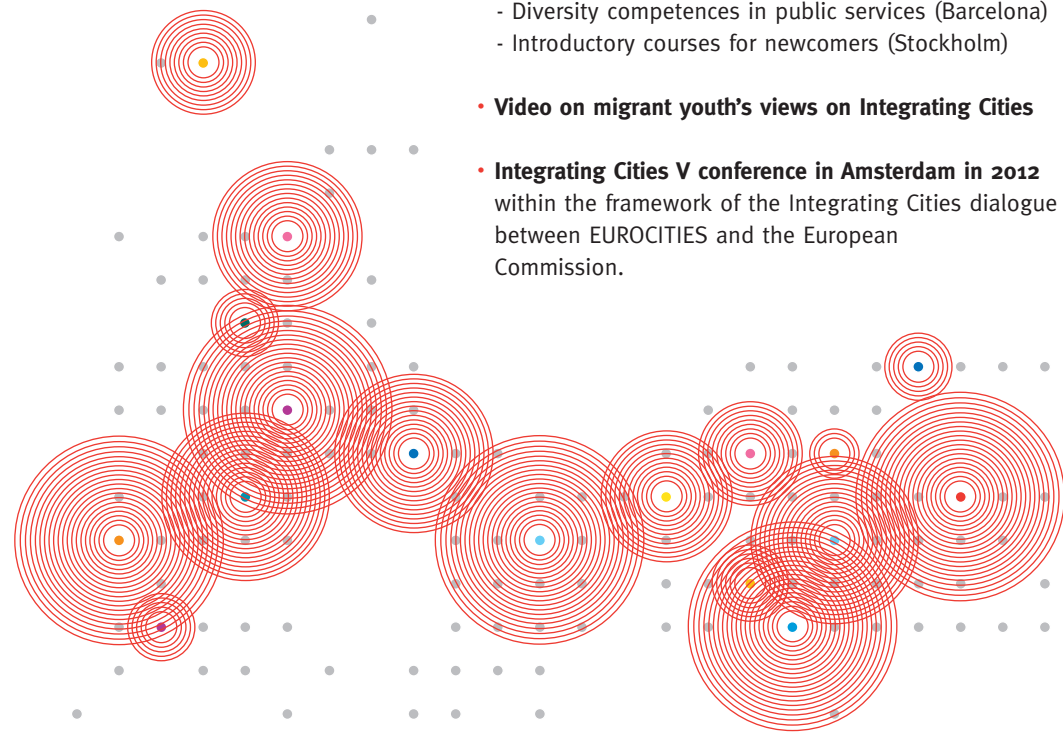 - Diversity competences in public services (Barcelona)
- Introductory courses for newcomers (Stockholm)
• Video on migrant youth's views on Integrating Cities
• Integrating Cities V conference in Amsterdam in 2012
within the framework of the Integrating Cities dialogue
between EUROCITIES and the European
Commission.